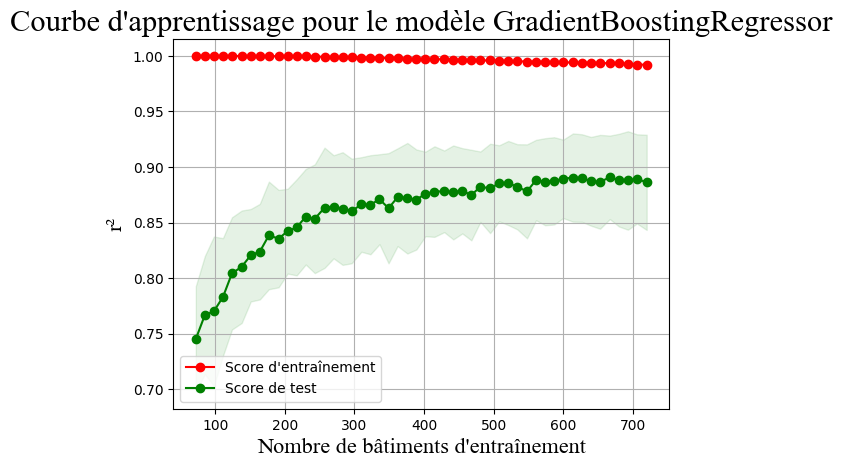 Courbe d'apprentissage pour le modèle GradientBoostingRegressor
1.00
0.95
0.90
0.85
0.80
0.75
0.70
r²
Score d'entraînement
Score de test
100 200 300 400 500 600 700
Nombre de bâtiments d'entraînement